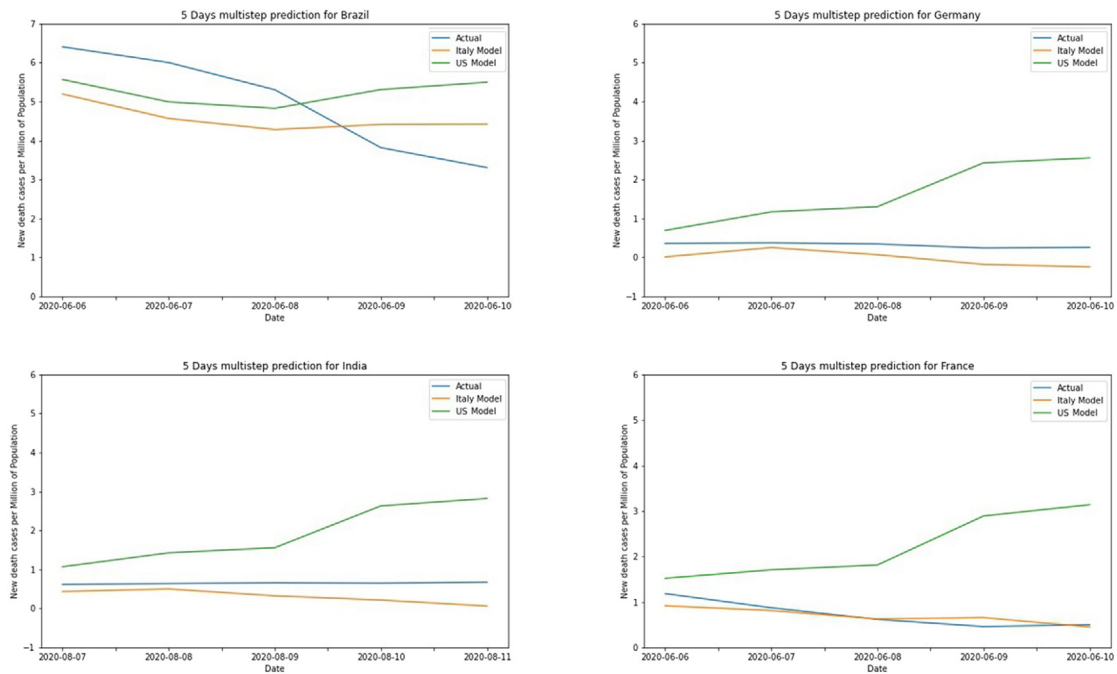 5 Days multistep prediction for Brazil
New death cases per Million of Population
7
6
5
4
3
2
1
0
Actual
Italy Model
US Model
2020-06-06 2020-06-07 2020-06-08 2020-06-09 2020-06-10
Date
5 Days multistep prediction for Germany
New death cases per Million of Population
6
5
4
3
2
1
0
−1
Actual
Italy Model
US Model
2020-06-06 2020-06-07 2020-06-08 2020-06-09 2020-06-10
Date
5 Days multistep prediction for India
New death cases per Million of Population
6
5
4
3
2
1
0
−1
Actual
Italy Model
US Model
2020-08-07 2020-08-08 2020-08-09 2020-08-10 2020-08-11
Date
5 Days multistep prediction for France
New death cases per Million of Population
6
5
4
3
2
1
0
Actual
Italy Model
US Model
2020-06-06 2020-06-07 2020-06-08 2020-06-09 2020-06-10
Date